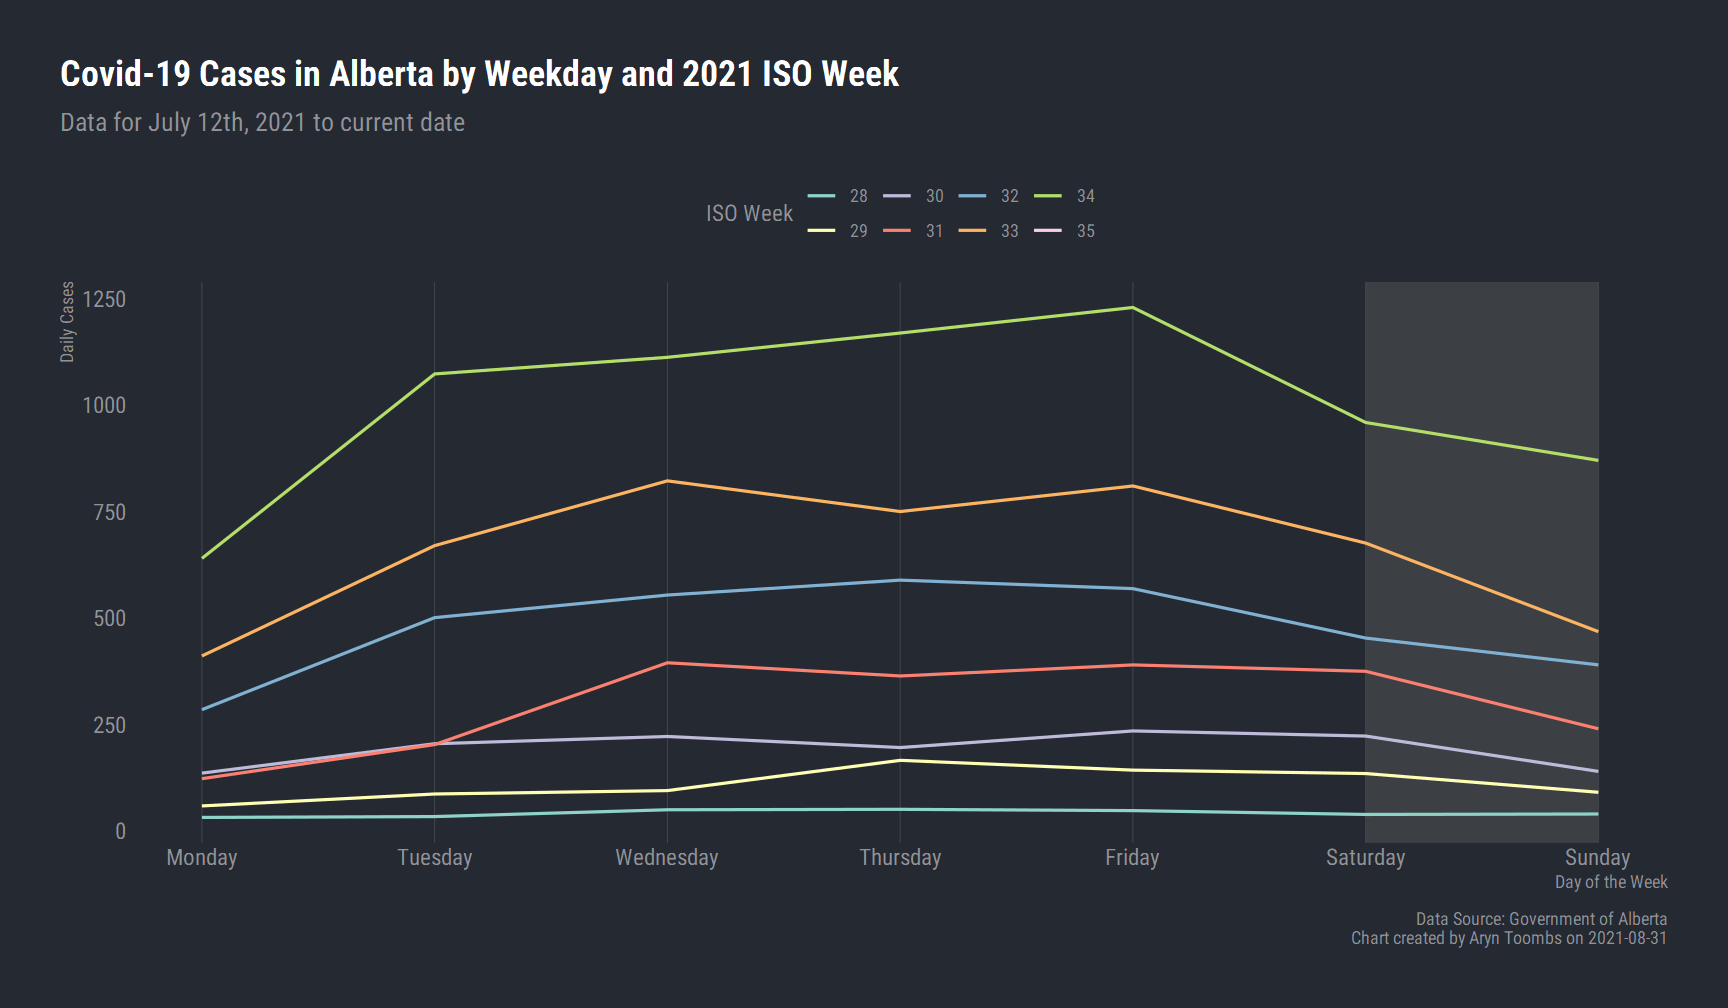 Covid-19 Cases in Alberta by Weekday and 2021 ISO Week
Data for July 12th, 2021 to current date
ISO Week
28 30 32 34
29 31 33 35
Daily Cases
1250
1000
750
500
250
0
Monday Tuesday Wednesday Thursday Friday Saturday Sunday
Day of the Week
Data Source: Government of Alberta
Chart created by Aryn Toombs on 2021-08-31